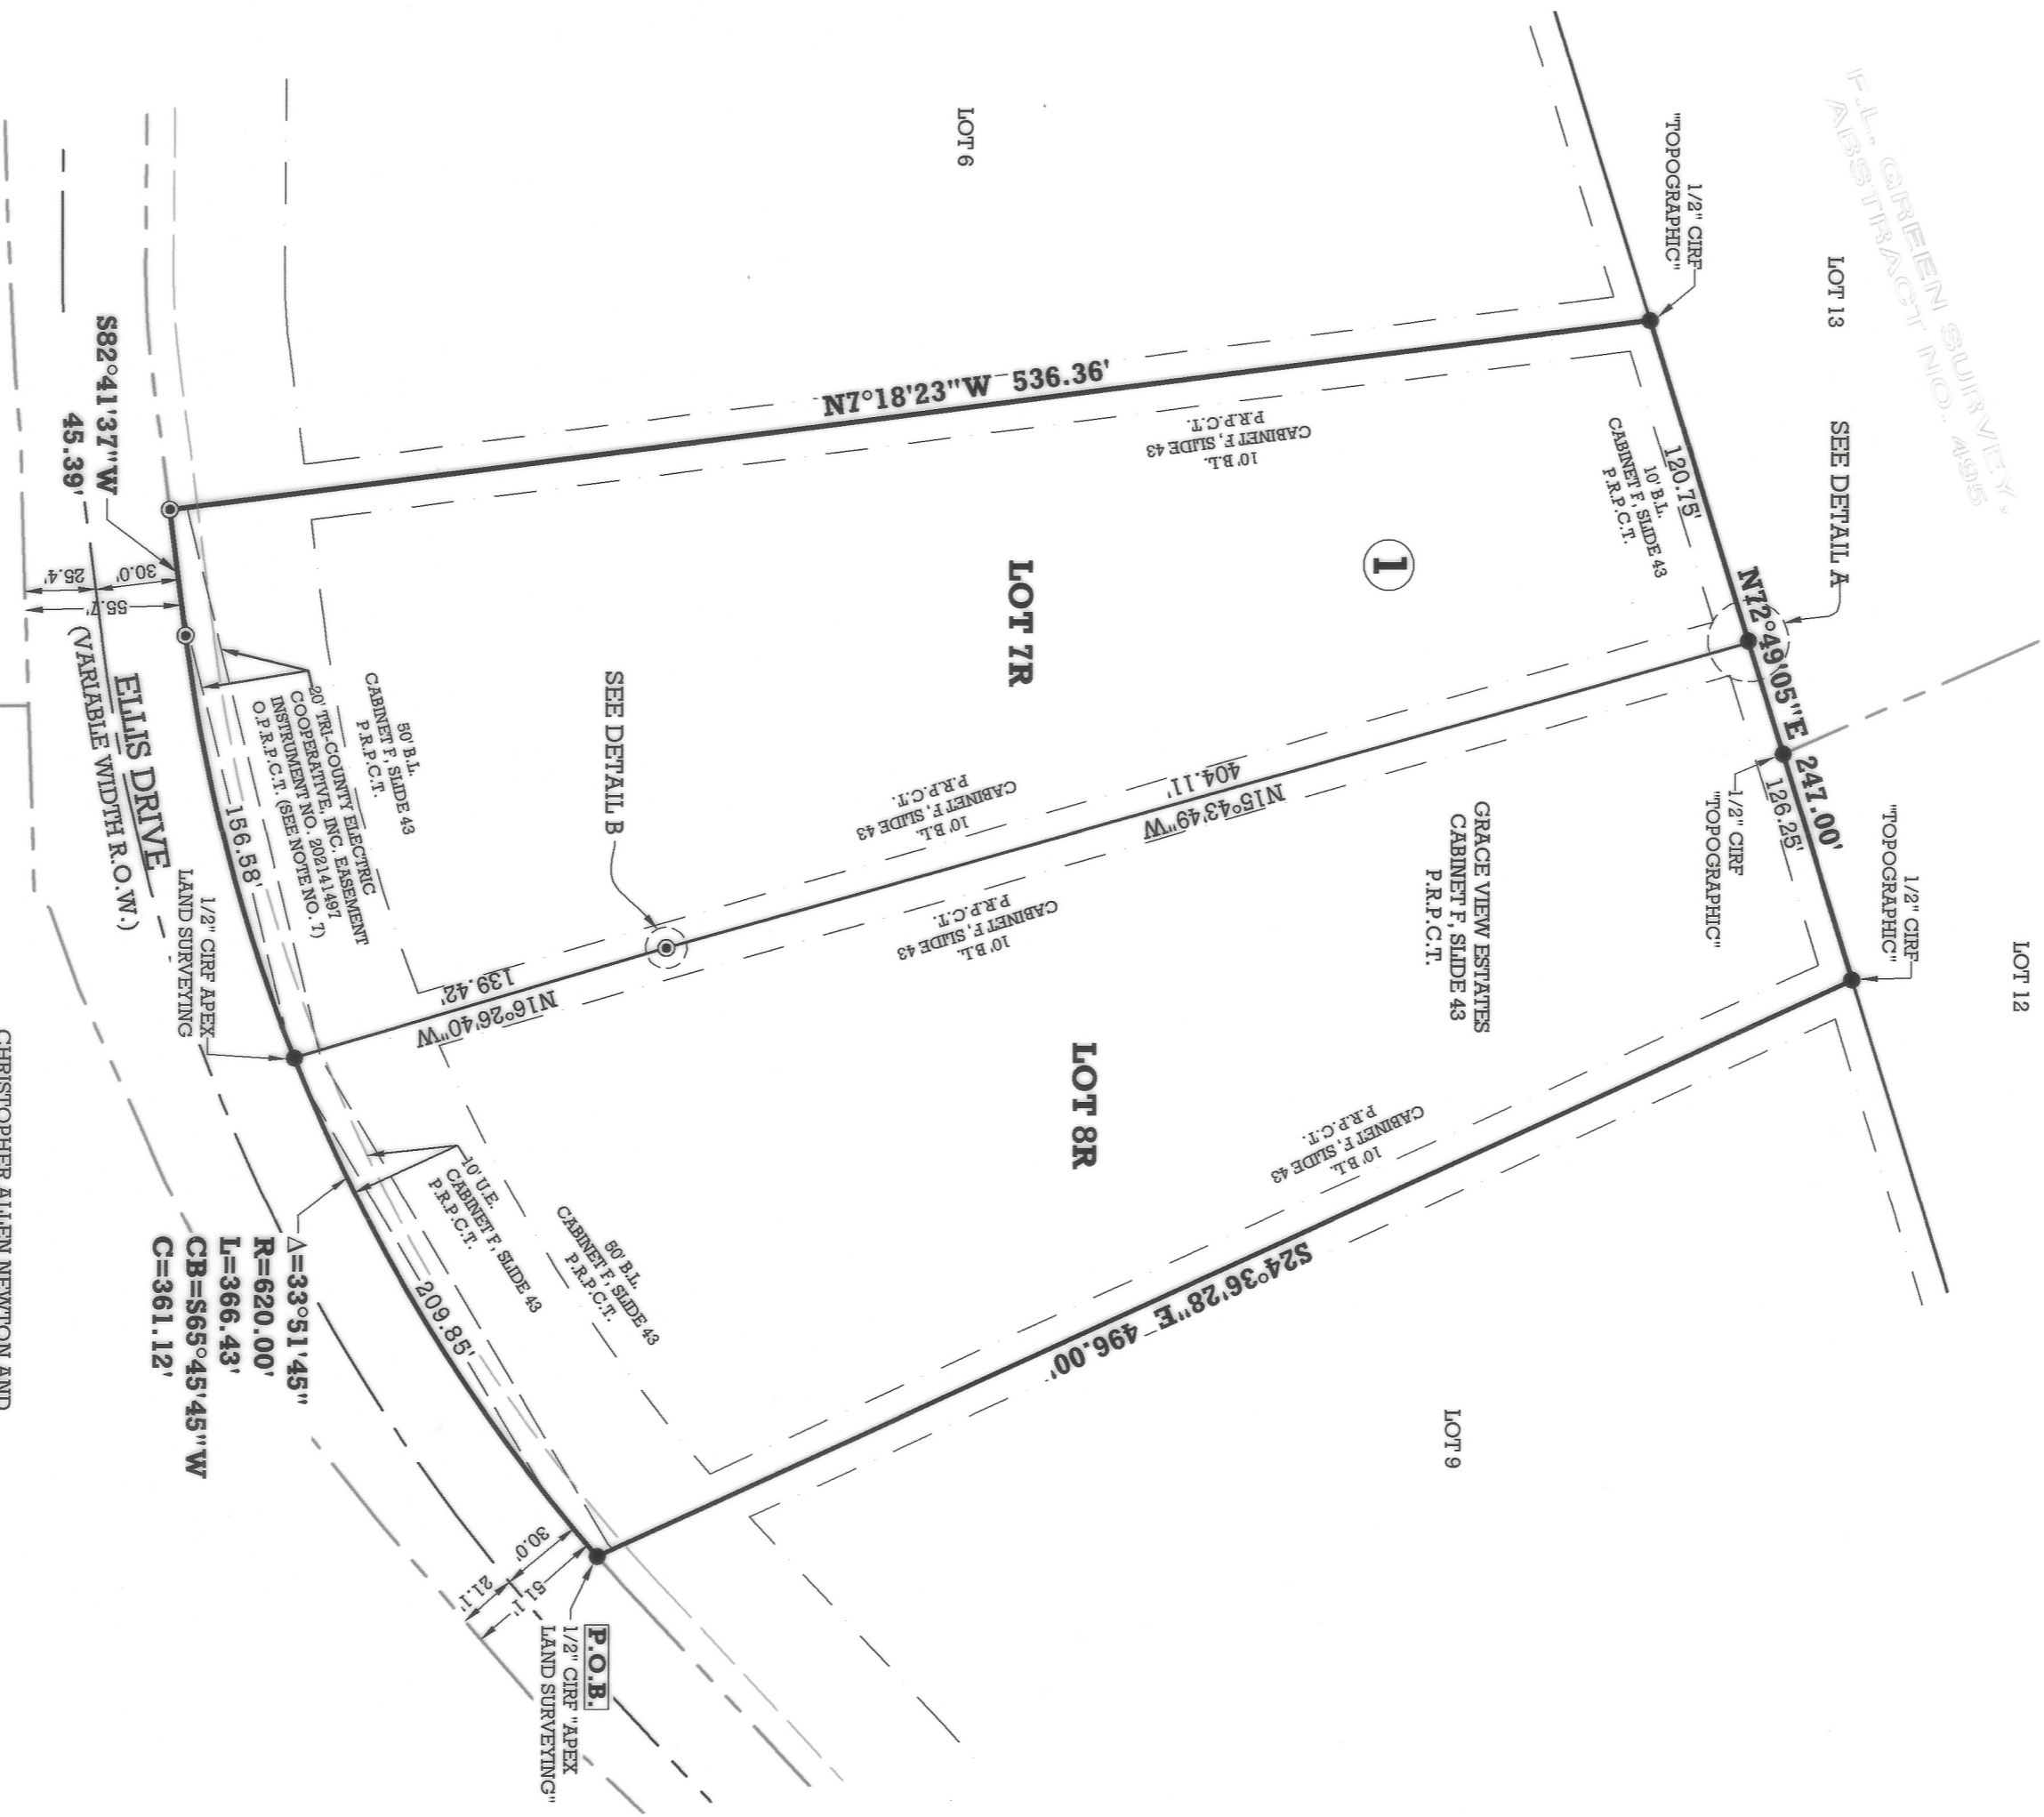 F.L. GREEN SURVEY,
ABSTRACT NO. 495
LOT 13
LOT 12
LOT 6
LOT 9
1/2" CIRF
"TOPOGRAPHIC"
SEE DETAIL A
1/2" CIRF
"TOPOGRAPHIC"
1/2" CIRF
"TOPOGRAPHIC"
N72°49'05"E 247.00'
120.75'
126.25'
10' B.L.
CABINET F, SLIDE 43
P.R.P.C.T.
N7°18'23"W 536.36'
10' B.L.
CABINET F, SLIDE 43
P.R.P.C.T.
1
LOT 7R
GRACE VIEW ESTATES
CABINET F, SLIDE 43
P.R.P.C.T.
N15°43'49"W
404.11'
10' B.L.
CABINET F, SLIDE 43
P.R.P.C.T.
10' B.L.
CABINET F, SLIDE 43
P.R.P.C.T.
LOT 8R
10' B.L.
CABINET F, SLIDE 43
P.R.P.C.T.
S24°36'28"E 496.00'
SEE DETAIL B
N16°26'40"W
139.42'
50' B.L.
CABINET F, SLIDE 43
P.R.P.C.T.
20' TRI-COUNTY ELECTRIC
COOPERATIVE, INC. EASEMENT
INSTRUMENT NO. 202141497
O.P.R.P.C.T. (SEE NOTE NO. 7)
50' B.L.
CABINET F, SLIDE 43
P.R.P.C.T.
10' U.E.
CABINET F, SLIDE 43
P.R.P.C.T.
156.58'
209.85'
S82°41'37"W
45.39'
30.0'
25.4'
55.7'
ELLIS DRIVE
(VARIABLE WIDTH R.O.W.)
1/2" CIRF APEX
LAND SURVEYING
Δ=33°51'45"
R=620.00'
L=366.43'
CB=S65°45'45"W
C=361.12'
30.0'
21.1'
51.1'
P.O.B.
1/2" CIRF "APEX
LAND SURVEYING"
CHRISTOPHER ALLEN NEWTON AND